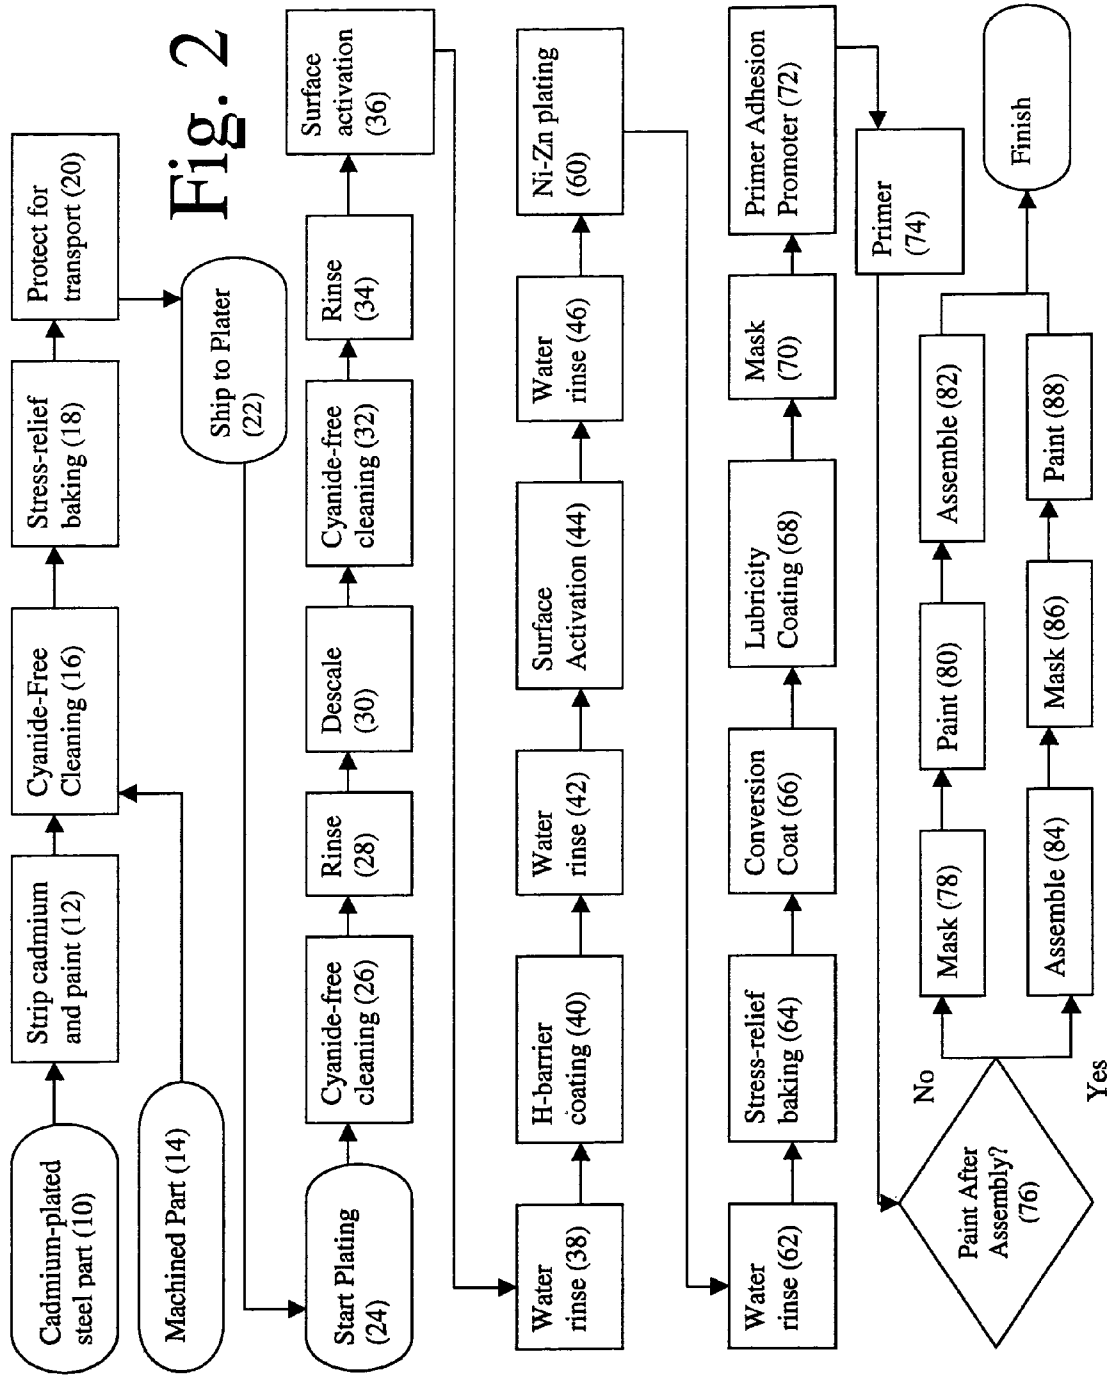 Fig. 2
Cadmium-plated
steel part (10)
Strip cadmium
and paint (12)
Cyanide-Free
Cleaning (16)
Stress-relief
baking (18)
Protect for
transport (20)
Machined Part (14)
Ship to Plater
(22)
Start Plating
(24)
Cyanide-free
cleaning (26)
Rinse
(28)
Descale
(30)
Cyanide-free
cleaning (32)
Rinse
(34)
Surface
activation
(36)
Water
rinse (38)
H-barrier
coating (40)
Water
rinse (42)
Surface
Activation (44)
Water
rinse (46)
Ni-Zn plating
(60)
Water
rinse (62)
Stress-relief
baking (64)
Conversion
Coat (66)
Lubricity
Coating (68)
Mask
(70)
Primer Adhesion
Promoter (72)
Primer
(74)
Paint After
Assembly?
(76)
No
Mask (78)
Paint (80)
Assemble (82)
Yes
Assemble (84)
Mask (86)
Paint (88)
Finish